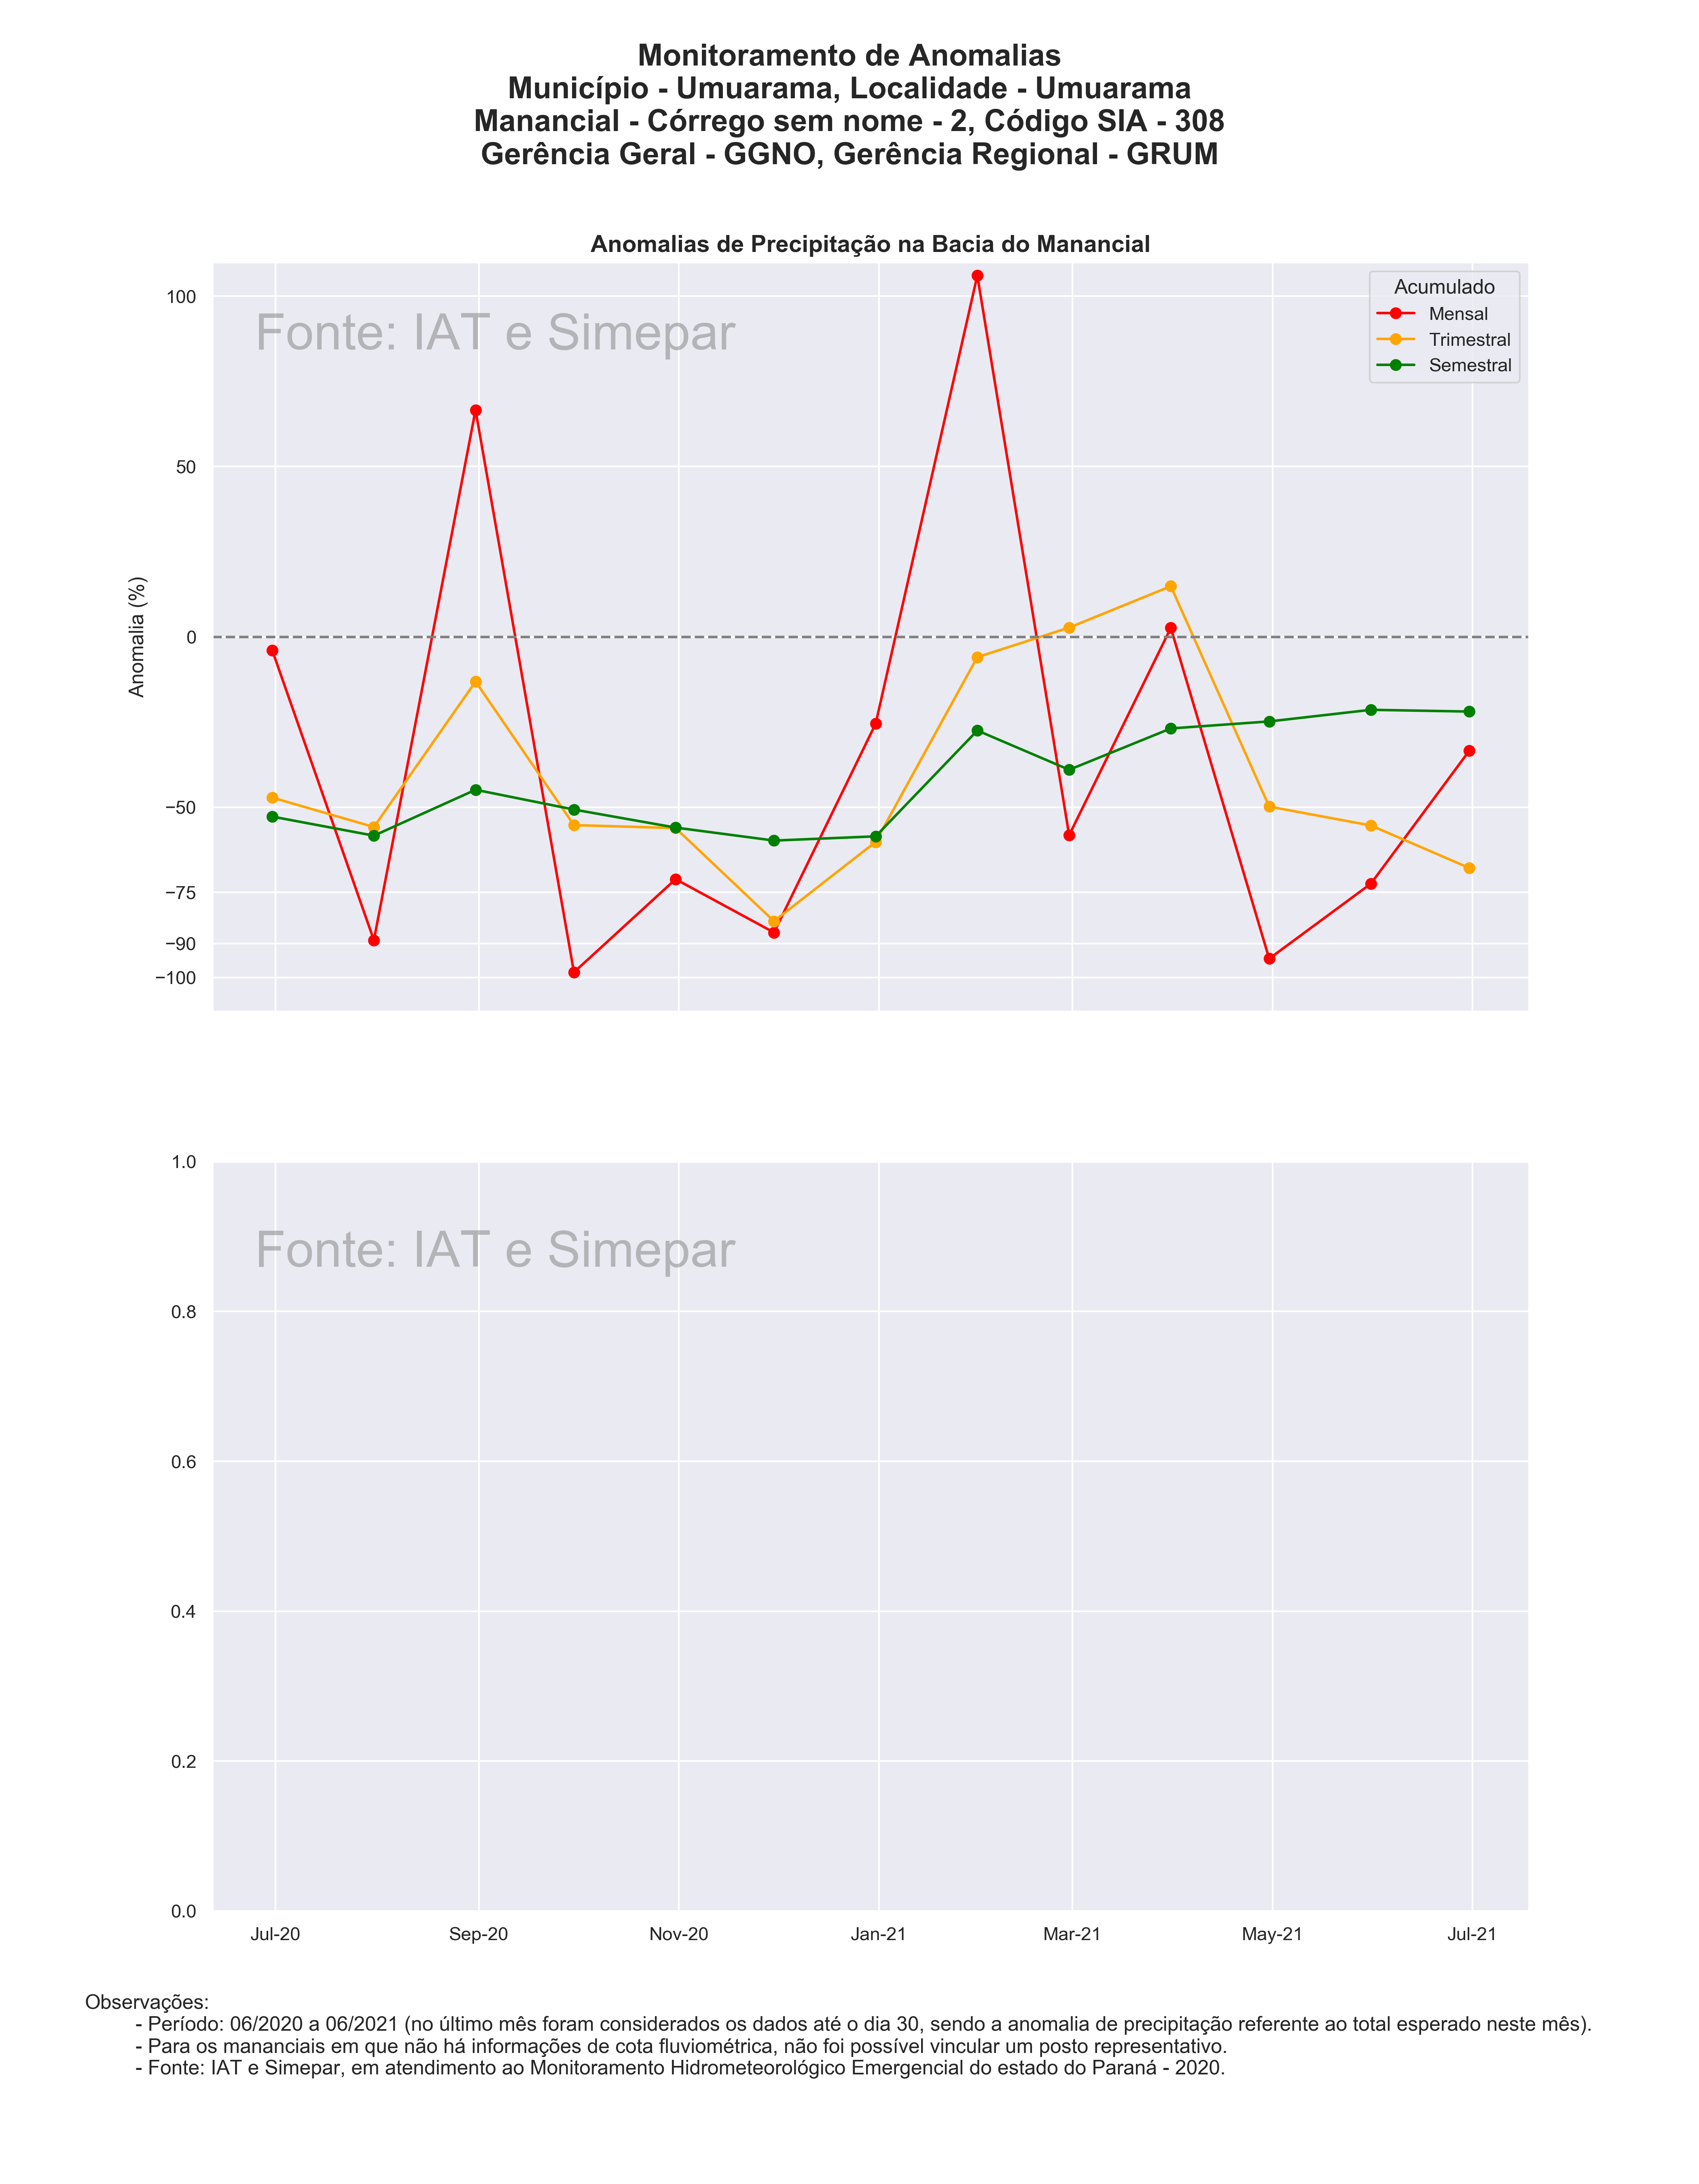 Monitoramento de Anomalias
Município - Umuarama, Localidade - Umuarama
Manancial - Córrego sem nome - 2, Código SIA - 308
Gerência Geral - GGNO, Gerência Regional - GRUM
Anomalias de Precipitação na Bacia do Manancial
Fonte: IAT e Simepar
Acumulado
Mensal
Trimestral
Semestral
Anomalia (%)
100
50
0
−50
−75
−90
−100
Fonte: IAT e Simepar
1.0
0.8
0.6
0.4
0.2
0.0
Jul-20 Sep-20 Nov-20 Jan-21 Mar-21 May-21 Jul-21
Observações:
- Período: 06/2020 a 06/2021 (no último mês foram considerados os dados até o dia 30, sendo a anomalia de precipitação referente ao total esperado neste mês).
- Para os mananciais em que não há informações de cota fluviométrica, não foi possível vincular um posto representativo.
- Fonte: IAT e Simepar, em atendimento ao Monitoramento Hidrometeorológico Emergencial do estado do Paraná - 2020.